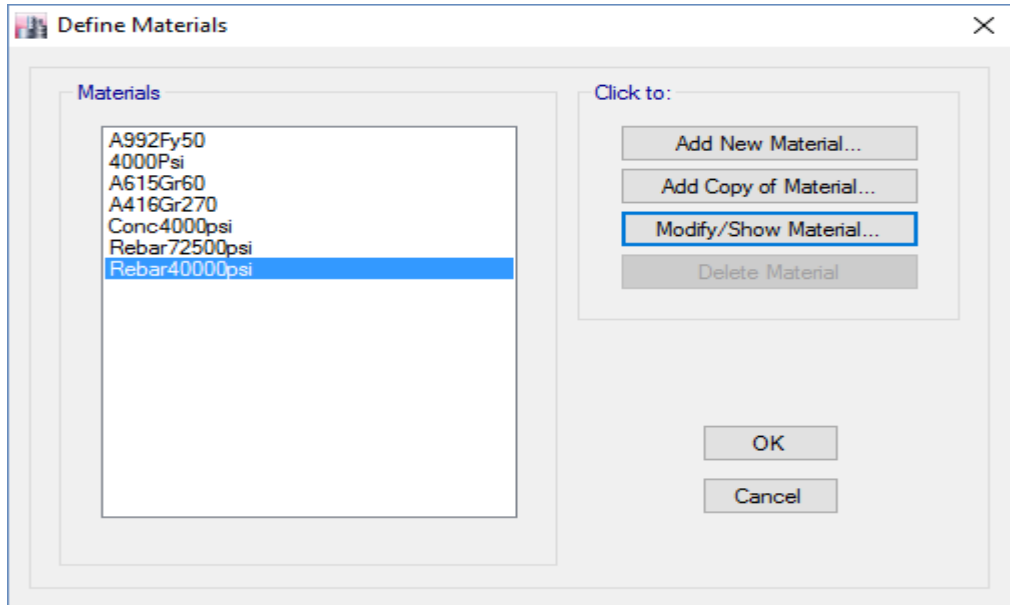 Define Materials
Materials
A992Fy50
4000Psi
A615Gr60
A416Gr270
Conc4000psi
Rebar72500psi
Rebar40000psi
Click to:
Add New Material...
Add Copy of Material...
Modify/Show Material...
Delete Material
OK
Cancel